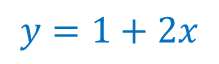 y = 1 + 2x